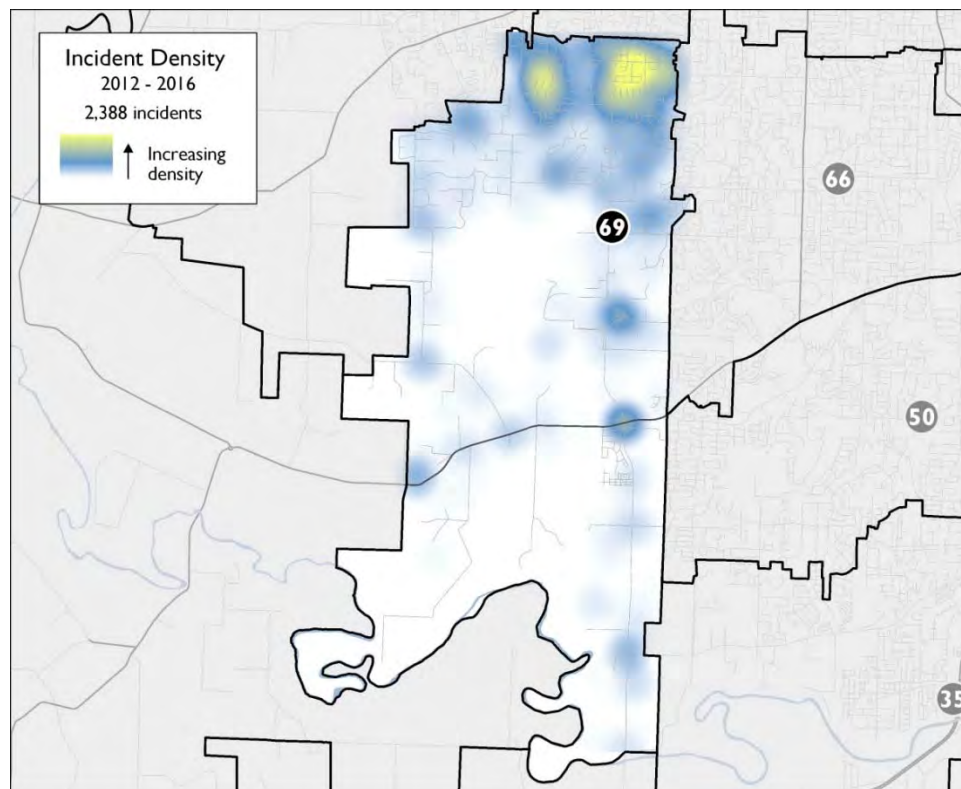 Incident Density
2012 - 2016
2,388 incidents
Increasing
density
66
69
50
35